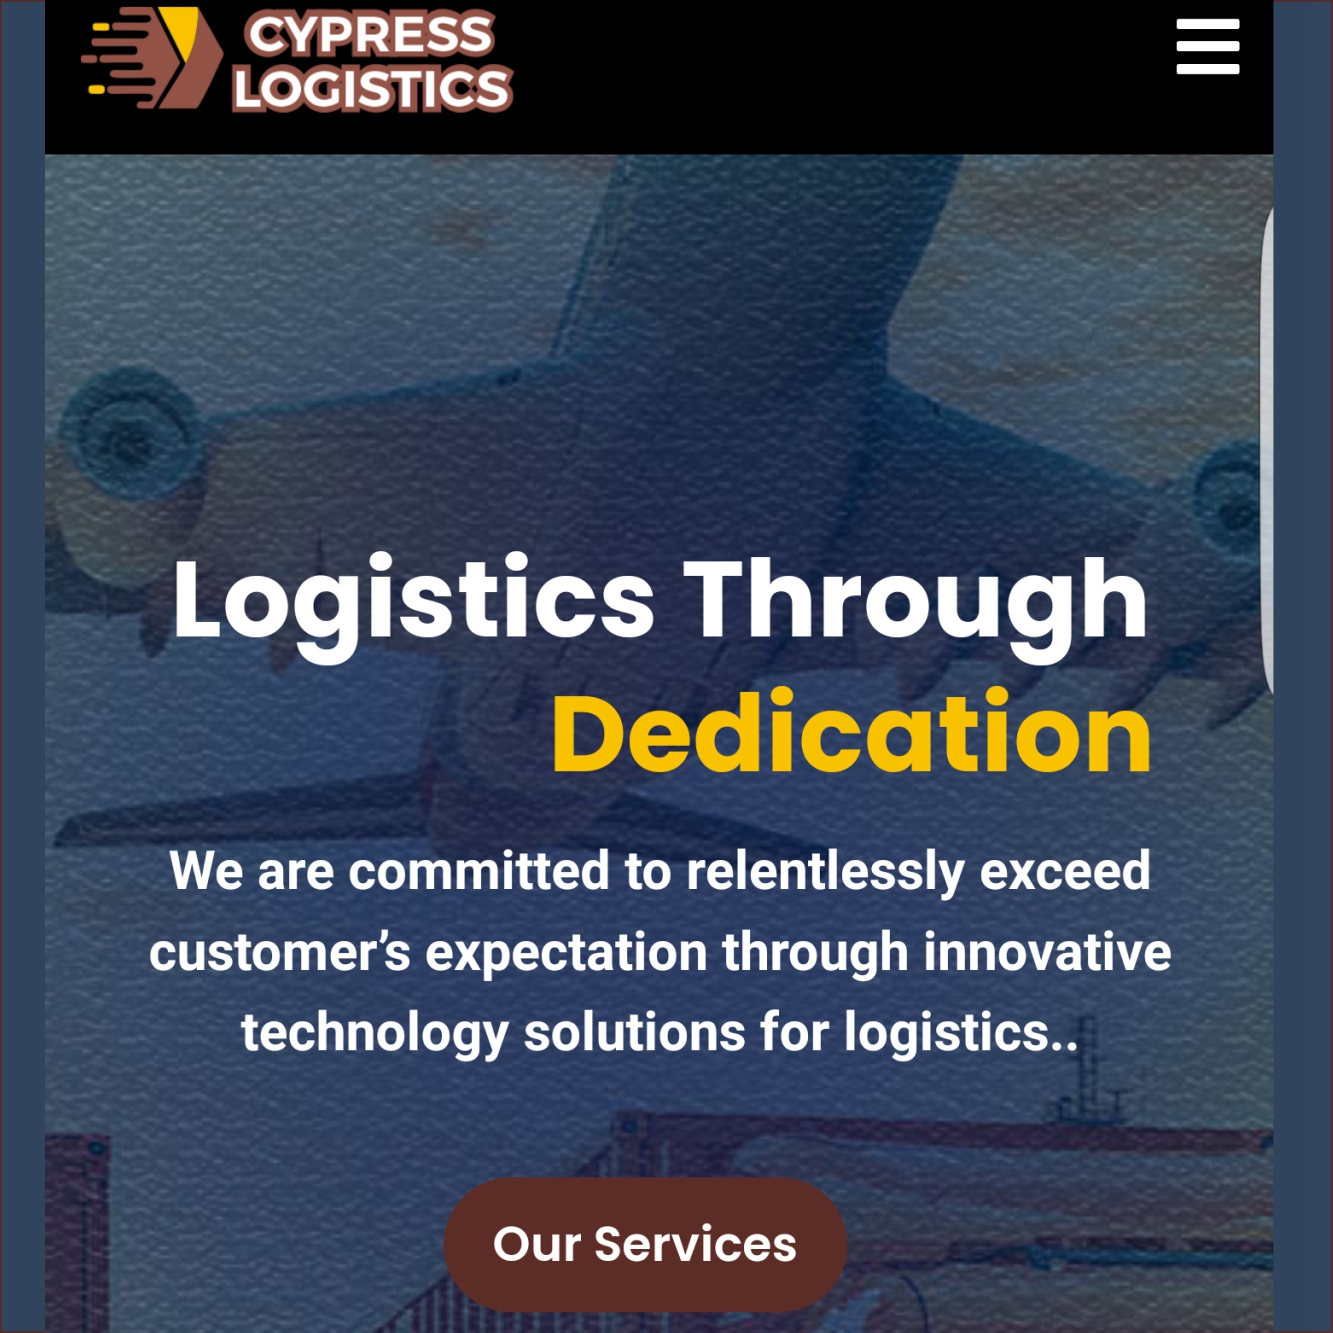 CYPRESS
LOGISTICS
Logistics Through
Dedication
We are committed to relentlessly exceed
customer’s expectation through innovative
technology solutions for logistics..
Our Services